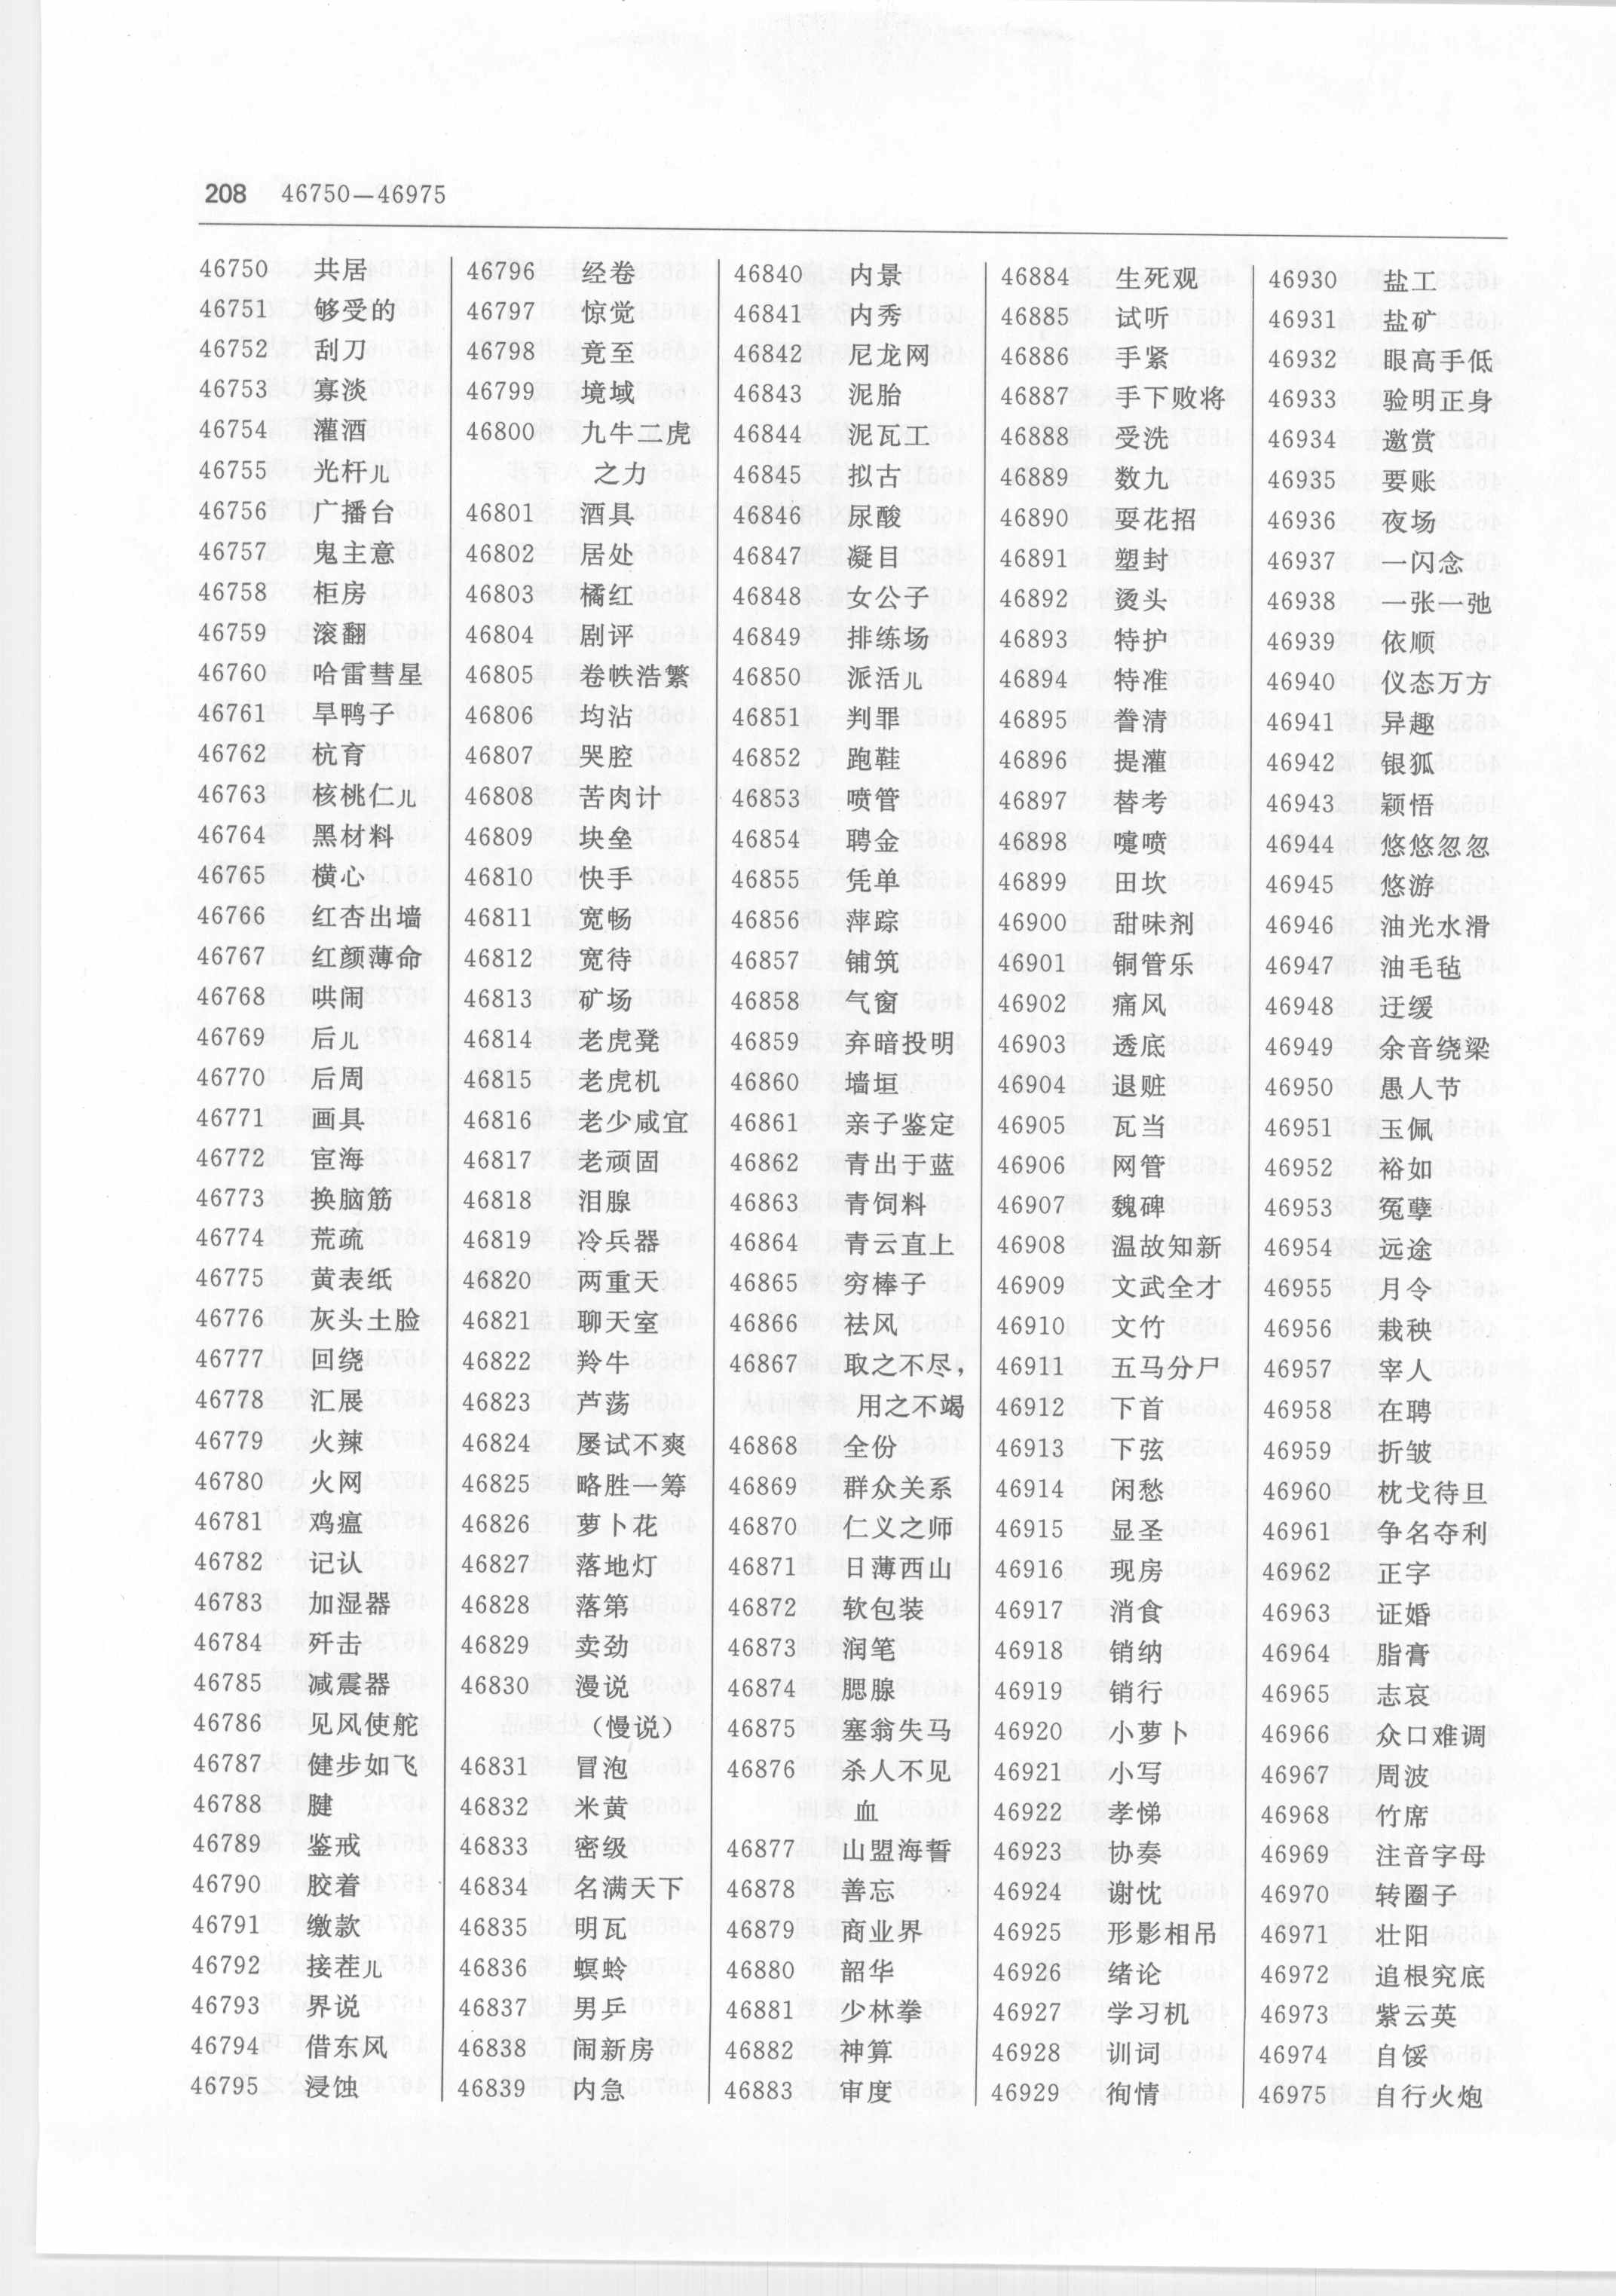 208 46750—46975
46750 共居
46751 够受的
46752 刮刀
46753 寡淡
46754 灌酒
46755 光杆儿
46756 广播台
46757 鬼主意
46758 柜房
46759 滚翻
46760 哈雷彗星
46761 旱鸭子
46762 杭育
46763 核桃仁儿
46764 黑材料
46765 横心
46766 红杏出墙
46767 红颜薄命
46768 哄闹
46769 后儿
46770 后周
46771 画具
46772 宦海
46773 换脑筋
46774 荒疏
46775 黄表纸
46776 灰头土脸
46777 回绕
46778 汇展
46779 火辣
46780 火网
46781 鸡瘟
46782 记认
46783 加湿器
46784 歼击
46785 减震器
46786 见风使舵
46787 健步如飞
46788 腱
46789 鉴戒
46790 胶着
46791 缴款
46792 接茬儿
46793 界说
46794 借东风
46795 浸蚀
46796 经卷
46797 惊觉
46798 竟至
46799 境域
46800 九牛二虎
之力
46801 酒具
46802 居处
46803 橘红
46804 剧评
46805 卷帙浩繁
46806 均沾
46807 哭腔
46808 苦肉计
46809 块垒
46810 快手
46811 宽畅
46812 宽待
46813 矿场
46814 老虎凳
46815 老虎机
46816 老少咸宜
46817 老顽固
46818 泪腺
46819 冷兵器
46820 两重天
46821 聊天室
46822 羚牛
46823 芦荡
46824 屡试不爽
46825 略胜一筹
46826 萝卜花
46827 落地灯
46828 落第
46829 卖劲
46830 漫说
（慢说）
46831 冒泡
46832 米黄
46833 密级
46834 名满天下
46835 明瓦
46836 螟蛉
46837 男乒
46838 闹新房
46839 内急
46840 内景
46841 内秀
46842 尼龙网
46843 泥胎
46844 泥瓦工
46845 拟古
46846 尿酸
46847 凝目
46848 女公子
46849 排练场
46850 派活儿
46851 判罪
46852 跑鞋
46853 喷管
46854 聘金
46855 凭单
46856 萍踪
46857 铺筑
46858 气窗
46859 弃暗投明
46860 墙垣
46861 亲子鉴定
46862 青出于蓝
46863 青饲料
46864 青云直上
46865 穷棒子
46866 祛风
46867 取之不尽，
用之不竭
46868 全份
46869 群众关系
46870 仁义之师
46871 日薄西山
46872 软包装
46873 润笔
46874 腮腺
46875 塞翁失马
46876 杀人不见
血
46877 山盟海誓
46878 善忘
46879 商业界
46880 韶华
46881 少林拳
46882 神算
46883 审度
46884 生死观
46885 试听
46886 手紧
46887 手下败将
46888 受洗
46889 数九
46890 耍花招
46891 塑封
46892 烫头
46893 特护
46894 特准
46895 誊清
46896 提灌
46897 替考
46898 嚏喷
46899 田坎
46900 甜味剂
46901 铜管乐
46902 痛风
46903 透底
46904 退赃
46905 瓦当
46906 网管
46907 魏碑
46908 温故知新
46909 文武全才
46910 文竹
46911 五马分尸
46912 下首
46913 下弦
46914 闲愁
46915 显圣
46916 现房
46917 消食
46918 销纳
46919 销行
46920 小萝卜
46921 小写
46922 孝悌
46923 协奏
46924 谢忱
46925 形影相吊
46926 绪论
46927 学习机
46928 训词
46929 徇情
46930 盐工
46931 盐矿
46932 眼高手低
46933 验明正身
46934 邀赏
46935 要账
46936 夜场
46937 一闪念
46938 一张一弛
46939 依顺
46940 仪态万方
46941 异趣
46942 银狐
46943 颖悟
46944 悠悠忽忽
46945 悠游
46946 油光水滑
46947 油毛毡
46948 迂缓
46949 余音绕梁
46950 愚人节
46951 玉佩
46952 裕如
46953 冤孽
46954 远途
46955 月令
46956 栽秧
46957 宰人
46958 在聘
46959 折皱
46960 枕戈待旦
46961 争名夺利
46962 正字
46963 证婚
46964 脂膏
46965 志哀
46966 众口难调
46967 周波
46968 竹席
46969 注音字母
46970 转圈子
46971 壮阳
46972 追根究底
46973 紫云英
46974 自馁
46975 自行火炮